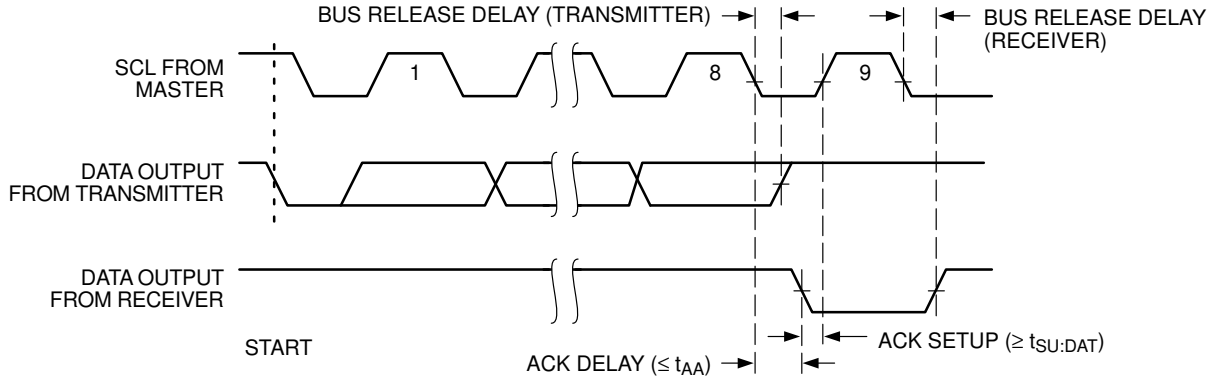 BUS RELEASE DELAY (TRANSMITTER)
BUS RELEASE DELAY
(RECEIVER)
SCL FROM
MASTER
1
8
9
DATA OUTPUT
FROM TRANSMITTER
DATA OUTPUT
FROM RECEIVER
START
ACK SETUP (≥ tSU:DAT)
ACK DELAY (≤ tAA)